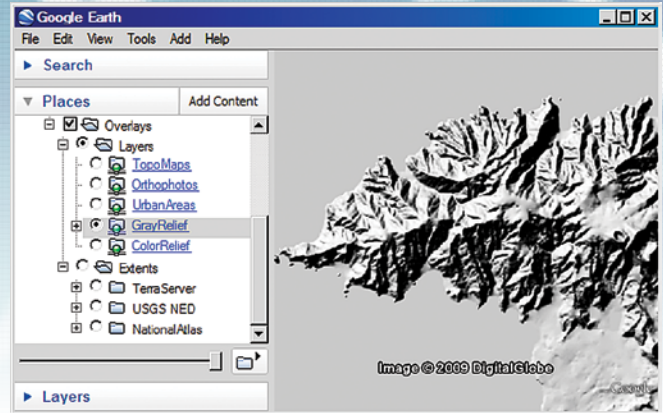 Google Earth
File Edit View Tools Add Help
Search
Places Add Content
Overlays
Layers
TopoMaps
Orthophotos
UrbanAreas
GrayRelief
ColorRelief
Extents
TerraServer
USGS NED
NationalAtlas
Image © 2009 DigitalGlobe
Google
Layers